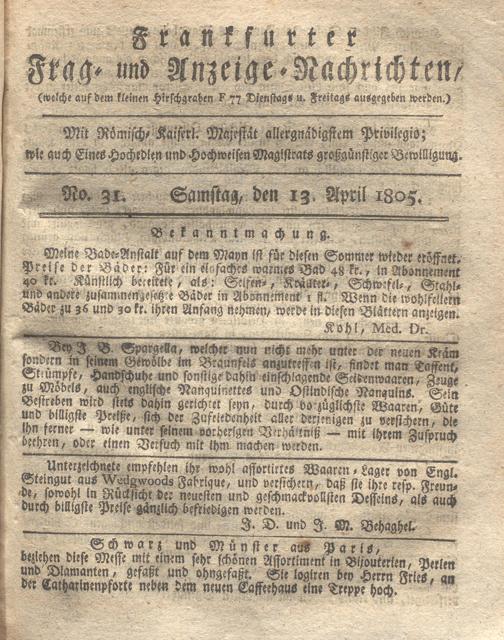 Frankfurter
Frag- und Anzeige-Nachrichten,
(welche auf dem kleinen Hirschgraben F 77 Dienstags u. Freitags ausgegeben werden.)
Mit Römisch-Kaiserl. Majestät allergnädigstem Privilegio;
wie auch Eines Hochedlen und Hochweisen Magistrats großgünstiger Bewilligung.
No. 31. Samstag, den 13. April 1805.
Bekanntmachung.
Meine Bade-Anstalt auf dem Mayn ist für diesen Sommer wieder eröffnet.
Preise der Bäder: Für ein einfaches warmes Bad 48 kr., in Abonnement
40 kr. Künstlich bereitete, als: Seifen-, Kräuter-, Schwefel-, Stahl-
und andere zusammengesetzte Bäder in Abonnement 1 fl. Wenn die wohlfeilern
Bäder zu 36 und 30 kr. ihren Anfang nehmen, werde in diesen Blättern anzeigen.
Kohl, Med. Dr.
Bey J. B. Spargella, welcher nun nicht mehr unter der neuen Kräm
sondern in seinem Gewölbe im Braunfels anzutreffen ist, findet man Taffent,
Strümpfe, Handschuhe und sonstige dahin einschlagende Seidenwaaren, Zeuge
zu Möbels, auch englische Nanquinettes und Ostindische Nanquins. Sein
Bestreben wird stets dahin gerichtet seyn, durch vorzüglichste Waaren, Güte
und billigste Preiße, sich der Zufriedenheit aller derjenigen zu versichern, die
ihn ferner — wie unter seinem vorherigen Verhältniß — mit ihrem Zuspruch
beehren, oder einen Versuch mit ihm machen werden.
Unterzeichnete empfehlen ihr wohl assortirtes Waaren-Lager von Engl.
Steingut aus Wedgwoods Fabrique, und versichern, daß sie ihre resp. Freun-
de, sowohl in Rücksicht der neuesten und geschmackvollsten Desseins, als auch
durch billigste Preise gänzlich befriedigen werden.
J. D. und J. M. Behaghel.
Schwarz und Münster aus Paris,
beziehen diese Messe mit einem sehr schönen Assortiment in Bijouterien, Perlen
und Diamanten, gefaßt und ohngefaßt. Sie logiren bey Herrn Fries, an
der Catharinenpforte neben dem neuen Caffeehaus eine Treppe hoch.